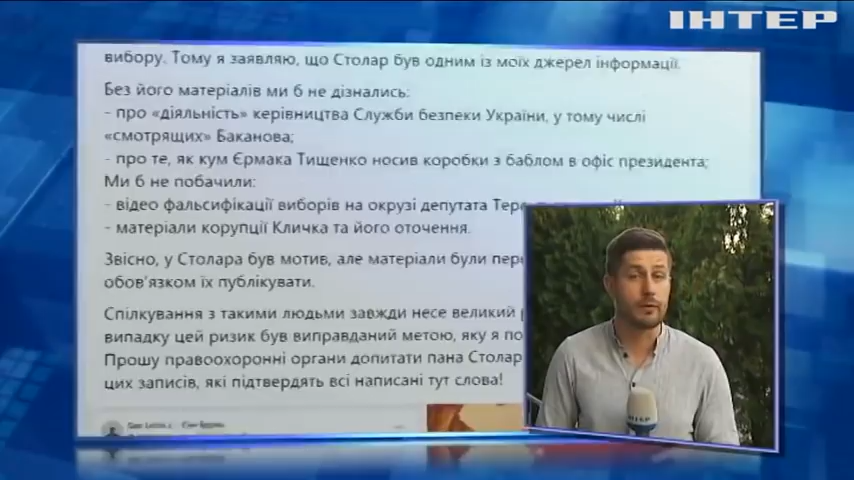 ІНТЕР
вибору. Тому я заявляю, що Столар був одним із моїх джерел інформації.
Без його матеріалів ми б не дізнались:
- про «діяльність» керівництва Служби безпеки України, у тому числі
«смотрящих» Баканова;
- про те, як кум Єрмака Тищенко носив коробки з баблом в офіс президента;
Ми б не побачили:
- відео фальсифікації виборів на окрузі депутата
- матеріали корупції Кличка та його оточення.
Звісно, у Столара був мотив, але матеріали були
обов'язком їх публікувати.
Спілкування з такими людьми завжди несе великий
випадку цей ризик був виправданий метою, яку я
Прошу правоохоронні органи допитати пана Столар
цих записів, які підтвердять всі написані тут слова!
ІНТЕР